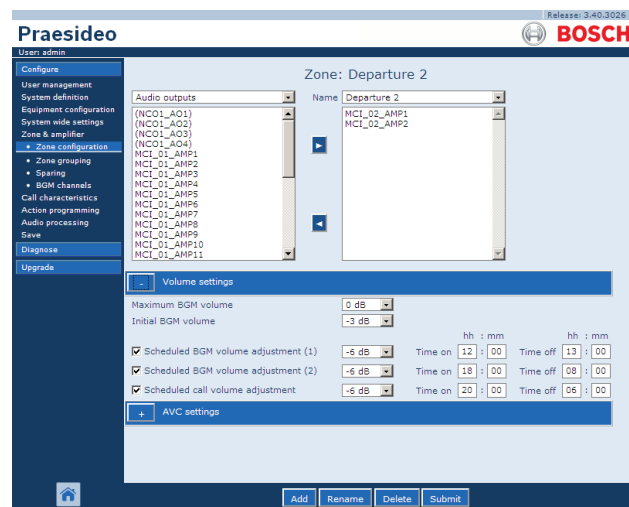 Release: 3.40.3026
Praesideo
BOSCH
User: admin
Configure
User management
System definition
Equipment configuration
System wide settings
Zone & amplifier
• Zone configuration
• Zone grouping
• Sparing
• BGM channels
Call characteristics
Action programming
Audio processing
Save
Diagnose
Upgrade
Zone: Departure 2
Audio outputs
Name Departure 2
(NCO1_AO1)
(NCO1_AO2)
(NCO1_AO3)
(NCO1_AO4)
MCI_01_AMP1
MCI_01_AMP2
MCI_01_AMP3
MCI_01_AMP4
MCI_01_AMP5
MCI_01_AMP6
MCI_01_AMP7
MCI_01_AMP8
MCI_01_AMP9
MCI_01_AMP10
MCI_01_AMP11
MCI_02_AMP1
MCI_02_AMP2
- Volume settings
Maximum BGM volume 0 dB
Initial BGM volume -3 dB
hh : mm hh : mm
Scheduled BGM volume adjustment (1) -6 dB Time on 12 : 00 Time off 13 : 00
Scheduled BGM volume adjustment (2) -6 dB Time on 18 : 00 Time off 08 : 00
Scheduled call volume adjustment -6 dB Time on 20 : 00 Time off 06 : 00
+ AVC settings
Add Rename Delete Submit